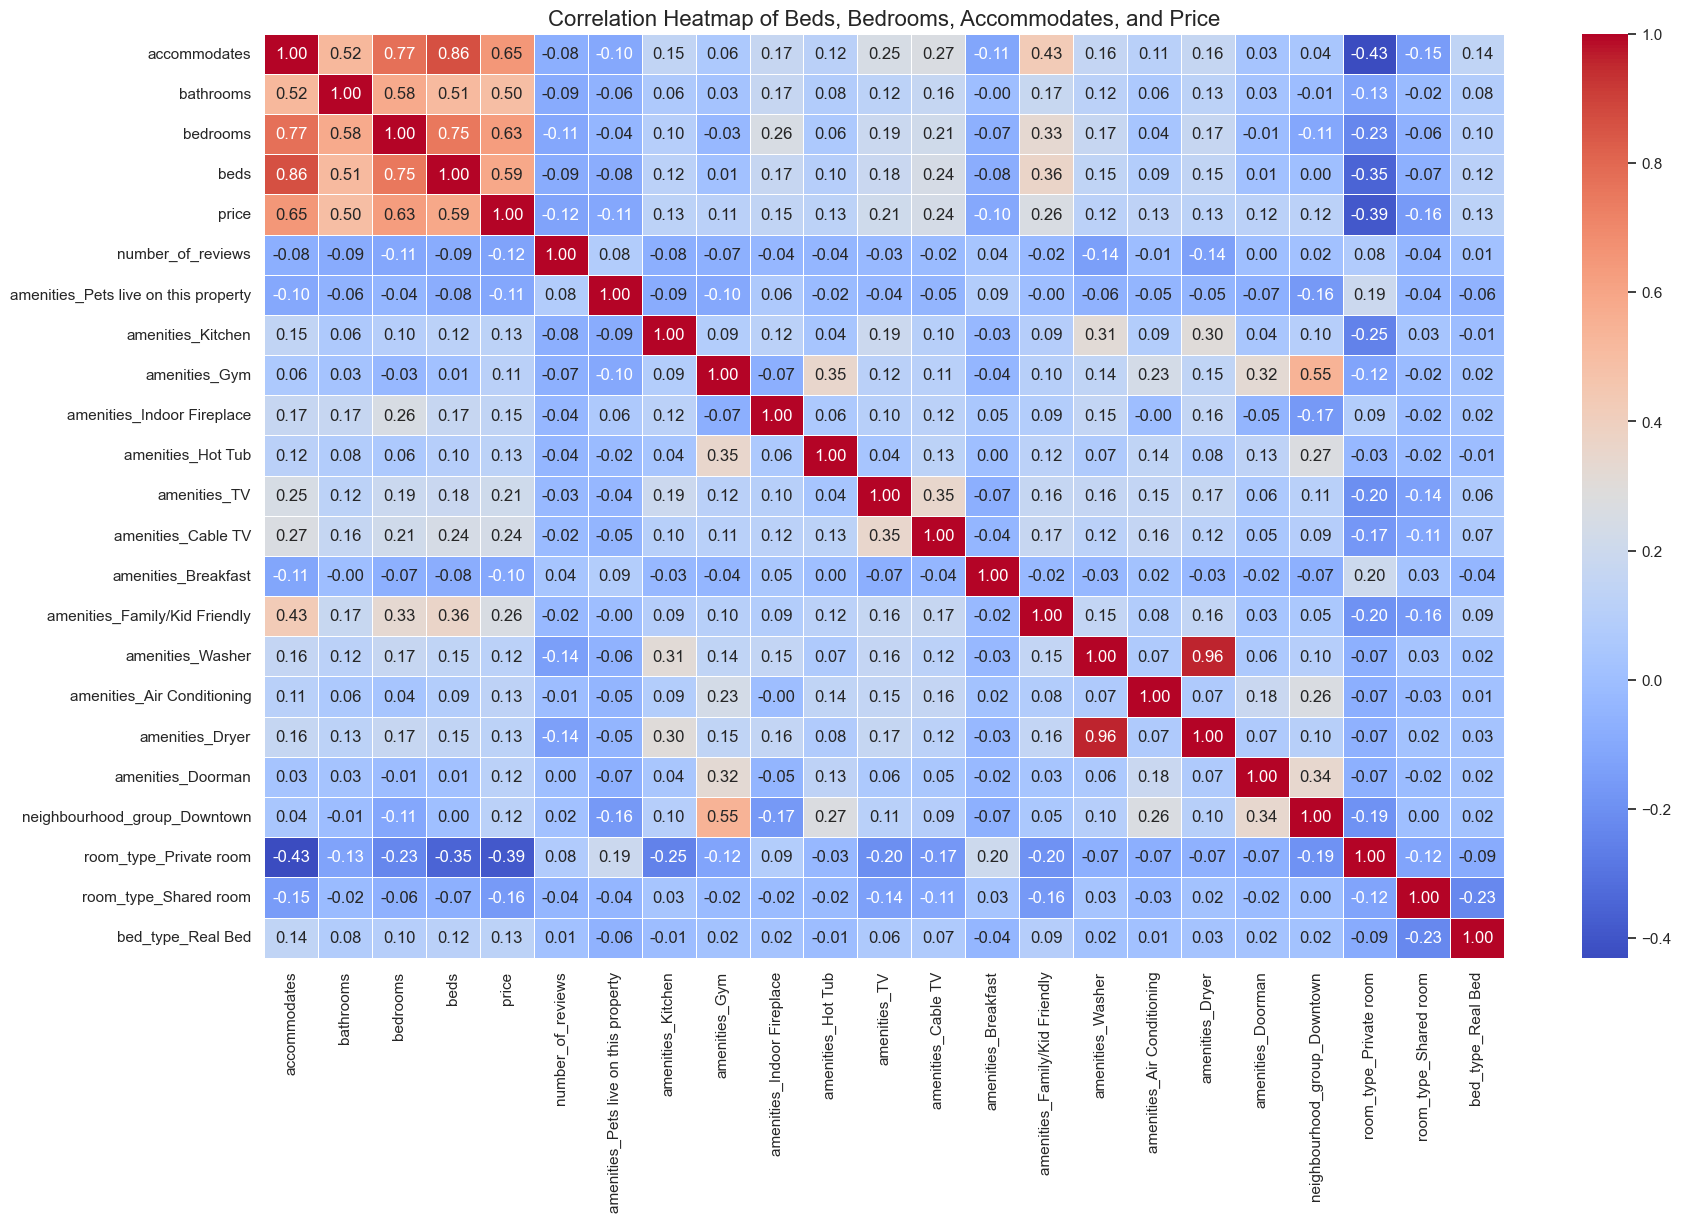 Correlation Heatmap of Beds, Bedrooms, Accommodates, and Price
accommodates 1.00 0.52 0.77 0.86 0.65 -0.08 -0.10 0.15 0.06 0.17 0.12 0.25 0.27 -0.11 0.43 0.16 0.11 0.16 0.03 0.04 -0.43 -0.15 0.14
bathrooms 0.52 1.00 0.58 0.51 0.50 -0.09 -0.06 0.06 0.03 0.17 0.08 0.12 0.16 -0.00 0.17 0.12 0.06 0.13 0.03 -0.01 -0.13 -0.02 0.08
bedrooms 0.77 0.58 1.00 0.75 0.63 -0.11 -0.04 0.10 -0.03 0.26 0.06 0.19 0.21 -0.07 0.33 0.17 0.04 0.17 -0.01 -0.11 -0.23 -0.06 0.10
beds 0.86 0.51 0.75 1.00 0.59 -0.09 -0.08 0.12 0.01 0.17 0.10 0.18 0.24 -0.08 0.36 0.15 0.09 0.15 0.01 0.00 -0.35 -0.07 0.12
price 0.65 0.50 0.63 0.59 1.00 -0.12 -0.11 0.13 0.11 0.15 0.13 0.21 0.24 -0.10 0.26 0.12 0.13 0.13 0.12 0.12 -0.39 -0.16 0.13
number_of_reviews -0.08 -0.09 -0.11 -0.09 -0.12 1.00 0.08 -0.08 -0.07 -0.04 -0.04 -0.03 -0.02 0.04 -0.02 -0.14 -0.01 -0.14 0.00 0.02 0.08 -0.04 0.01
amenities_Pets live on this property -0.10 -0.06 -0.04 -0.08 -0.11 0.08 1.00 -0.09 -0.10 0.06 -0.02 -0.04 -0.05 0.09 -0.00 -0.06 -0.05 -0.05 -0.07 -0.16 0.19 -0.04 -0.06
amenities_Kitchen 0.15 0.06 0.10 0.12 0.13 -0.08 -0.09 1.00 0.09 0.12 0.04 0.19 0.10 -0.03 0.09 0.31 0.09 0.30 0.04 0.10 -0.25 0.03 -0.01
amenities_Gym 0.06 0.03 -0.03 0.01 0.11 -0.07 -0.10 0.09 1.00 -0.07 0.35 0.12 0.11 -0.04 0.10 0.14 0.23 0.15 0.32 0.55 -0.12 -0.02 0.02
amenities_Indoor Fireplace 0.17 0.17 0.26 0.17 0.15 -0.04 0.06 0.12 -0.07 1.00 0.06 0.10 0.12 0.05 0.09 0.15 -0.00 0.16 -0.05 -0.17 0.09 -0.02 0.02
amenities_Hot Tub 0.12 0.08 0.06 0.10 0.13 -0.04 -0.02 0.04 0.35 0.06 1.00 0.04 0.13 0.00 0.12 0.07 0.14 0.08 0.13 0.27 -0.03 -0.02 -0.01
amenities_TV 0.25 0.12 0.19 0.18 0.21 -0.03 -0.04 0.19 0.12 0.10 0.04 1.00 0.35 -0.07 0.16 0.16 0.15 0.17 0.06 0.11 -0.20 -0.14 0.06
amenities_Cable TV 0.27 0.16 0.21 0.24 0.24 -0.02 -0.05 0.10 0.11 0.12 0.13 0.35 1.00 -0.04 0.17 0.12 0.16 0.12 0.05 0.09 -0.17 -0.11 0.07
amenities_Breakfast -0.11 -0.00 -0.07 -0.08 -0.10 0.04 0.09 -0.03 -0.04 0.05 0.00 -0.07 -0.04 1.00 -0.02 -0.03 0.02 -0.03 -0.02 -0.07 0.20 0.03 -0.04
amenities_Family/Kid Friendly 0.43 0.17 0.33 0.36 0.26 -0.02 -0.00 0.09 0.10 0.09 0.12 0.16 0.17 -0.02 1.00 0.15 0.08 0.16 0.03 0.05 -0.20 -0.16 0.09
amenities_Washer 0.16 0.12 0.17 0.15 0.12 -0.14 -0.06 0.31 0.14 0.15 0.07 0.16 0.12 -0.03 0.15 1.00 0.07 0.96 0.06 0.10 -0.07 0.03 0.02
amenities_Air Conditioning 0.11 0.06 0.04 0.09 0.13 -0.01 -0.05 0.09 0.23 -0.00 0.14 0.15 0.16 0.02 0.08 0.07 1.00 0.07 0.18 0.26 -0.07 -0.03 0.01
amenities_Dryer 0.16 0.13 0.17 0.15 0.13 -0.14 -0.05 0.30 0.15 0.16 0.08 0.17 0.12 -0.03 0.16 0.96 0.07 1.00 0.07 0.10 -0.07 0.02 0.03
amenities_Doorman 0.03 0.03 -0.01 0.01 0.12 0.00 -0.07 0.04 0.32 -0.05 0.13 0.06 0.05 -0.02 0.03 0.06 0.18 0.07 1.00 0.34 -0.07 -0.02 0.02
neighbourhood_group_Downtown 0.04 -0.01 -0.11 0.00 0.12 0.02 -0.16 0.10 0.55 -0.17 0.27 0.11 0.09 -0.07 0.05 0.10 0.26 0.10 0.34 1.00 -0.19 0.00 0.02
room_type_Private room -0.43 -0.13 -0.23 -0.35 -0.39 0.08 0.19 -0.25 -0.12 0.09 -0.03 -0.20 -0.17 0.20 -0.20 -0.07 -0.07 -0.07 -0.07 -0.19 1.00 -0.12 -0.09
room_type_Shared room -0.15 -0.02 -0.06 -0.07 -0.16 -0.04 -0.04 0.03 -0.02 -0.02 -0.02 -0.14 -0.11 0.03 -0.16 0.03 -0.03 0.02 -0.02 0.00 -0.12 1.00 -0.23
bed_type_Real Bed 0.14 0.08 0.10 0.12 0.13 0.01 -0.06 -0.01 0.02 0.02 -0.01 0.06 0.07 -0.04 0.09 0.02 0.01 0.03 0.02 0.02 -0.09 -0.23 1.00
accommodates
bathrooms
bedrooms
beds
price
number_of_reviews
amenities_Pets live on this property
amenities_Kitchen
amenities_Gym
amenities_Indoor Fireplace
amenities_Hot Tub
amenities_TV
amenities_Cable TV
amenities_Breakfast
amenities_Family/Kid Friendly
amenities_Washer
amenities_Air Conditioning
amenities_Dryer
amenities_Doorman
neighbourhood_group_Downtown
room_type_Private room
room_type_Shared room
bed_type_Real Bed
1.0
0.8
0.6
0.4
0.2
0.0
−0.2
−0.4